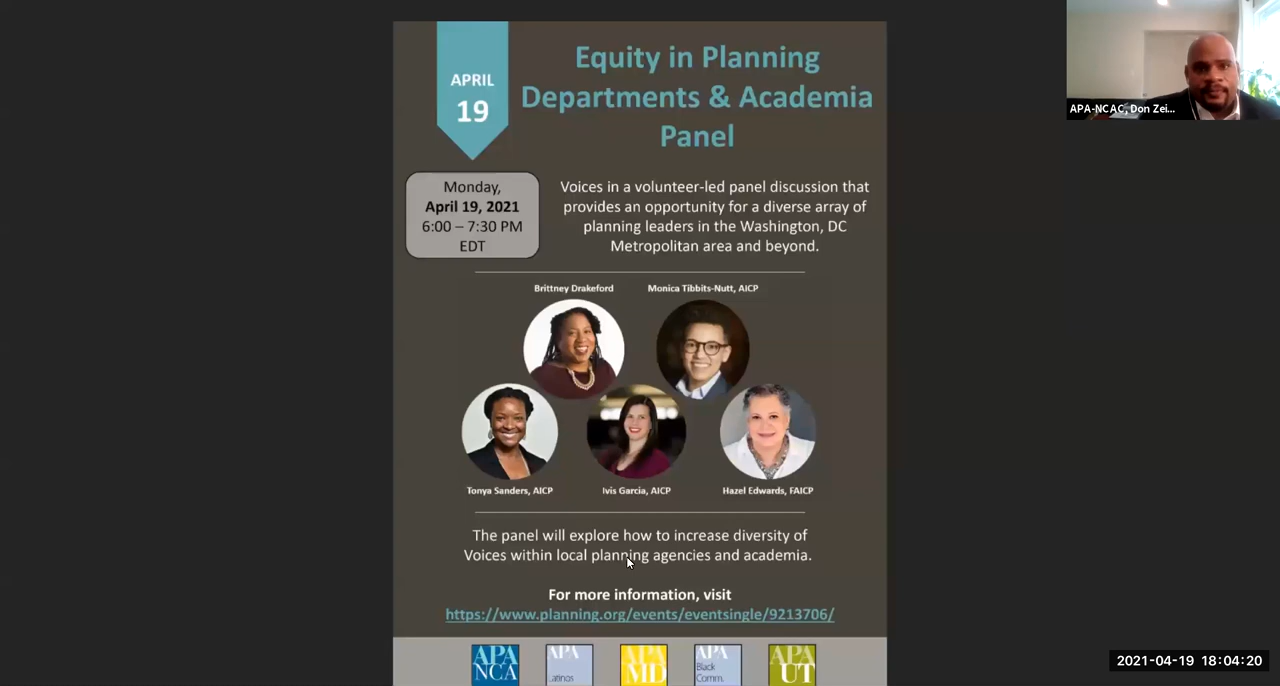 APRIL
19
Equity in Planning
Departments & Academia
Panel
Monday,
April 19, 2021
6:00 – 7:30 PM
EDT
Voices in a volunteer-led panel discussion that
provides an opportunity for a diverse array of
planning leaders in the Washington, DC
Metropolitan area and beyond.
Brittney Drakeford
Monica Tibbits-Nutt, AICP
Tonya Sanders, AICP
Ivis Garcia, AICP
Hazel Edwards, FAICP
The panel will explore how to increase diversity of
Voices within local planning agencies and academia.
For more information, visit
https://www.planning.org/events/eventsingle/9213706/
APA
NCA
APA
Latinos
APA
MD
APA
Black
Comm.
APA
UT
APA-NCAC, Don Zei...
2021-04-19 18:04:20